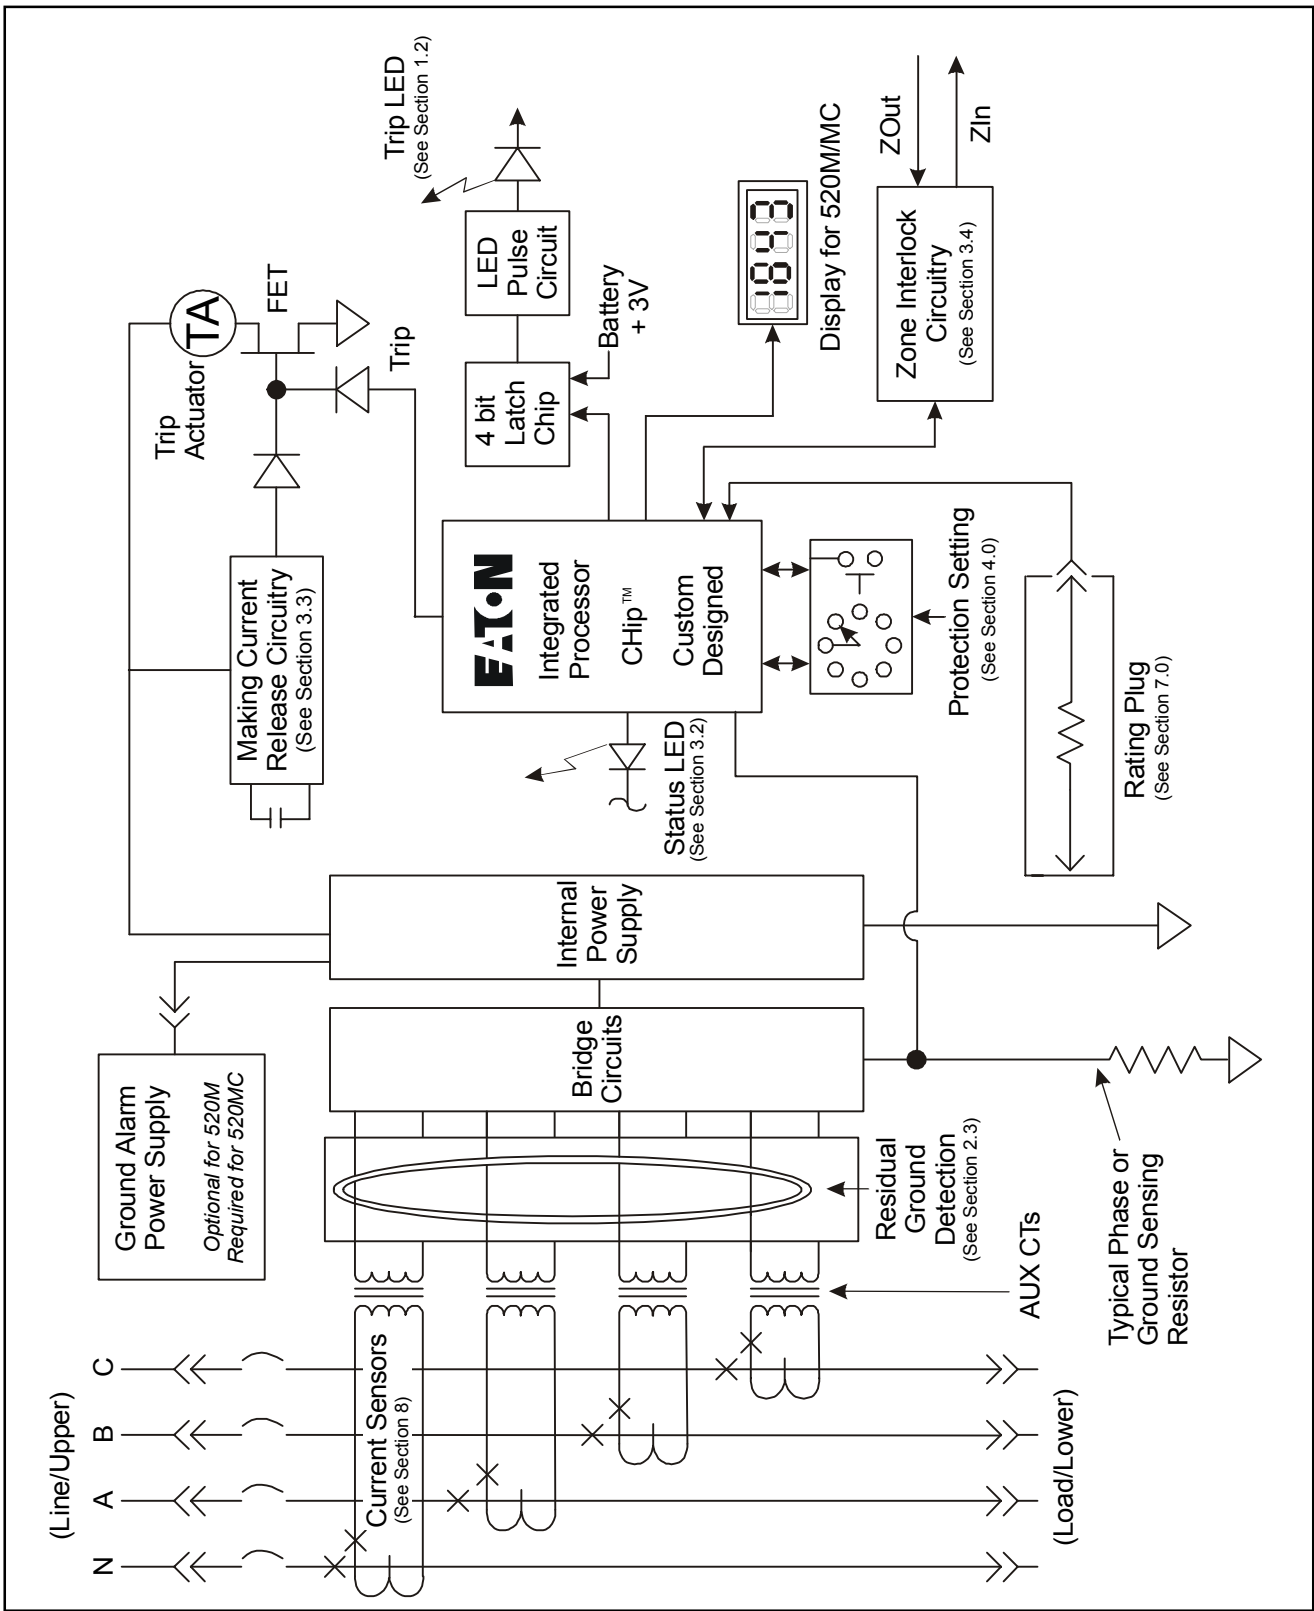 (Line/Upper)
N
A
B
C
Current Sensors
(See Section 8)
(Load/Lower)
Ground Alarm
Power Supply
Optional for 520M
Required for 520MC
AUX CTs
Residual
Ground
Detection
(See Section 2.3)
Typical Phase or
Ground Sensing
Resistor
Bridge
Circuits
Internal
Power
Supply
Making Current
Release Circuitry
(See Section 3.3)
Trip
Actuator
TA
FET
Trip
Status LED
(See Section 3.2)
EATON
Integrated
Processor
CHip™
Custom
Designed
Protection Setting
(See Section 4.0)
Rating Plug
(See Section 7.0)
4 bit
Latch
Chip
Battery
+ 3V
LED
Pulse
Circuit
Trip LED
(See Section 1.2)
Display for 520M/MC
Zone Interlock
Circuitry
(See Section 3.4)
ZOut
ZIn